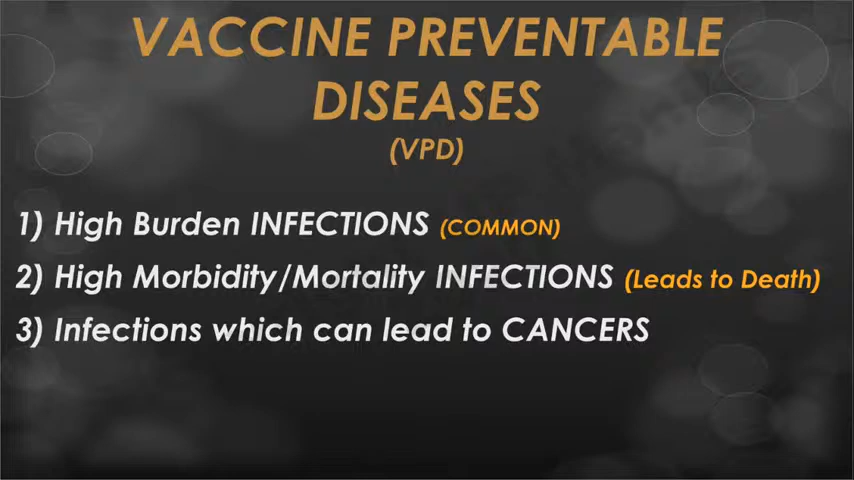 VACCINE PREVENTABLE
DISEASES
(VPD)
1) High Burden INFECTIONS (COMMON)
2) High Morbidity/Mortality INFECTIONS (Leads to Death)
3) Infections which can lead to CANCERS